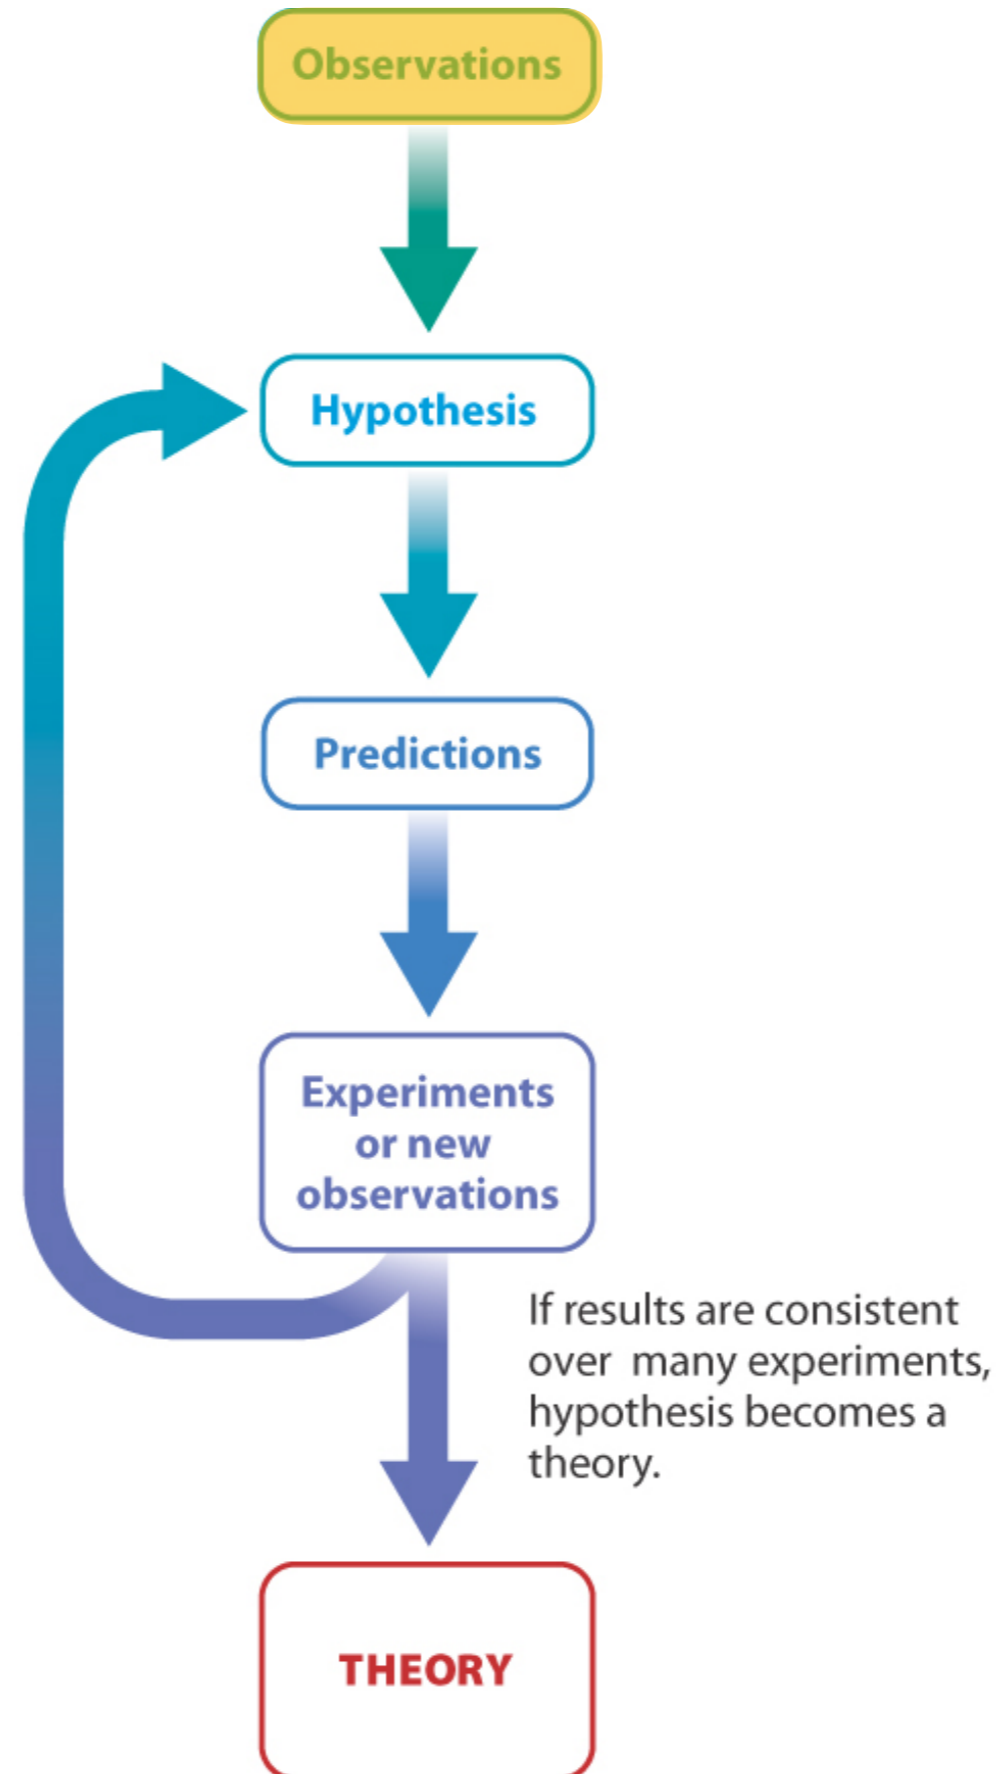 Observations
Hypothesis
Predictions
Experiments
or new
observations
If results are consistent
over  many experiments,
hypothesis becomes a
theory.
THEORY